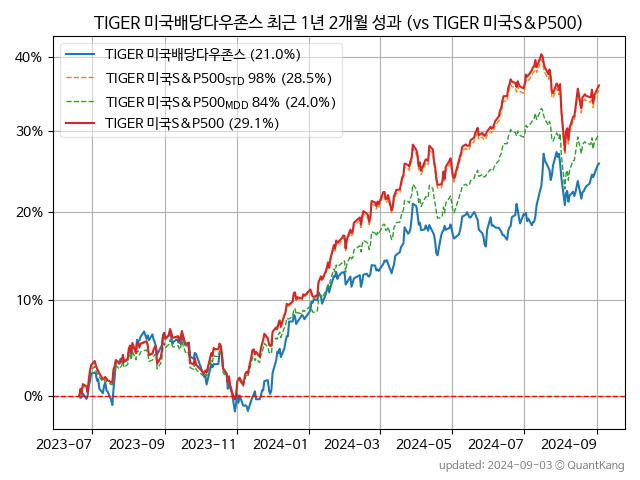 TIGER 미국배당다우존스 최근 1년 2개월 성과 (vs TIGER 미국S&P500)
TIGER 미국배당다우존스 (21.0%)
TIGER 미국S&P500STD 98% (28.5%)
TIGER 미국S&P500MDD 84% (24.0%)
TIGER 미국S&P500 (29.1%)
40%
30%
20%
10%
0%
2023-07 2023-09 2023-11 2024-01 2024-03 2024-05 2024-07 2024-09
updated: 2024-09-03 © QuantKang